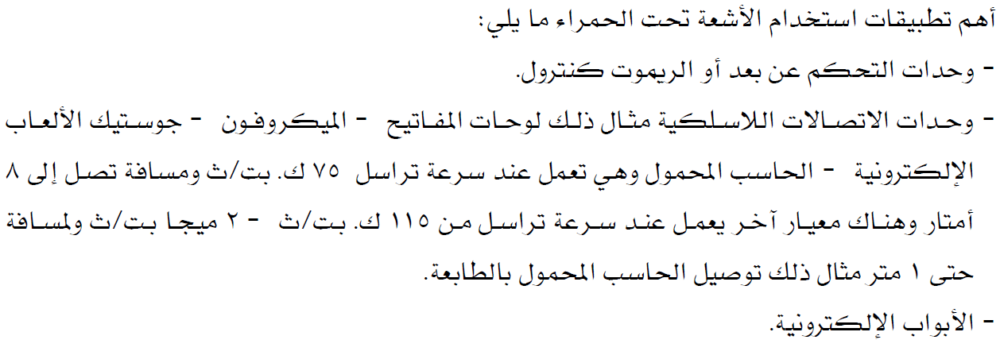 أهم تطبيقات استخدام الأشعة تحت الحمراء ما يلي:
- وحدات التحكم عن بعد أو الريموت كنترول.
- وحدات الاتصالات اللاسلكية مثال ذلك لوحات المفاتيح - الميكروفون - جوستيك الألعاب
الإلكترونية - الحاسب المحمول وهي تعمل عند سرعة تراسل ٧٥ ك. بت/ث ومسافة تصل إلى ٨
أمتار وهناك معيار آخر يعمل عند سرعة تراسل من ١١٥ ك. بت/ث - ٢ ميجا بت/ث ولمسافة
حتى ١ متر مثال ذلك توصيل الحاسب المحمول بالطابعة.
- الأبواب الإلكترونية.